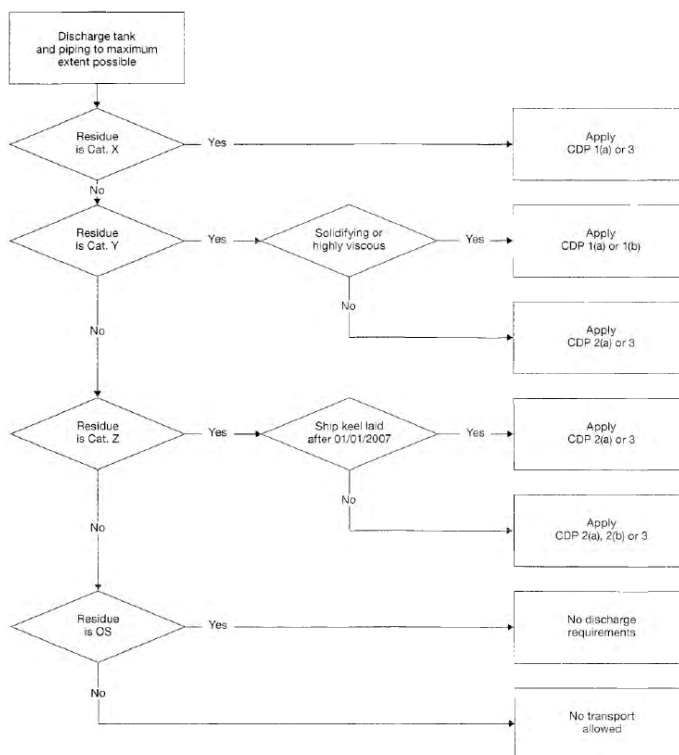 Discharge tank
and piping to maximum
extent possible
Residue
is Cat. X
Yes
Apply
CDP 1(a) or 3
No
Residue
is Cat. Y
Yes
Solidifying or
highly viscous
Yes
Apply
CDP 1(a) or 1(b)
No
No
Apply
CDP 2(a) or 3
Residue
is Cat. Z
Yes
Ship keel laid
after 01/01/2007
Yes
Apply
CDP 2(a) or 3
No
No
Apply
CDP 2(a), 2(b) or 3
Residue
is OS
Yes
No discharge
requirements
No
No transport
allowed